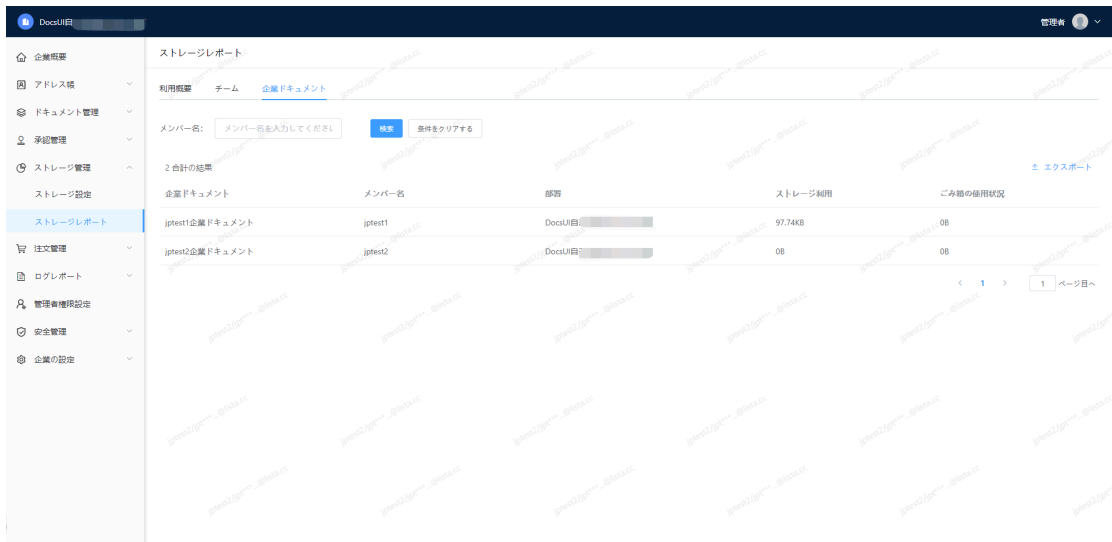 DocsUI自
管理者
企業概要
アドレス帳
ドキュメント管理
承認管理
ストレージ管理
ストレージ設定
ストレージレポート
注文管理
ログレポート
管理者権限設定
安全管理
企業の設定
ストレージレポート
利用概要 チーム 企業ドキュメント
メンバー名: メンバー名を入力してくださι 検索 条件をクリアする
2 合計の結果 エクスポート
企業ドキュメント メンバー名 部署 ストレージ利用 ごみ箱の使用状況
jptest1企業ドキュメント jptest1 DocsUI自 97.74KB 0B
jptest2企業ドキュメント jptest2 DocsUI自 0B 0B
< 1 > 1 ページ目へ